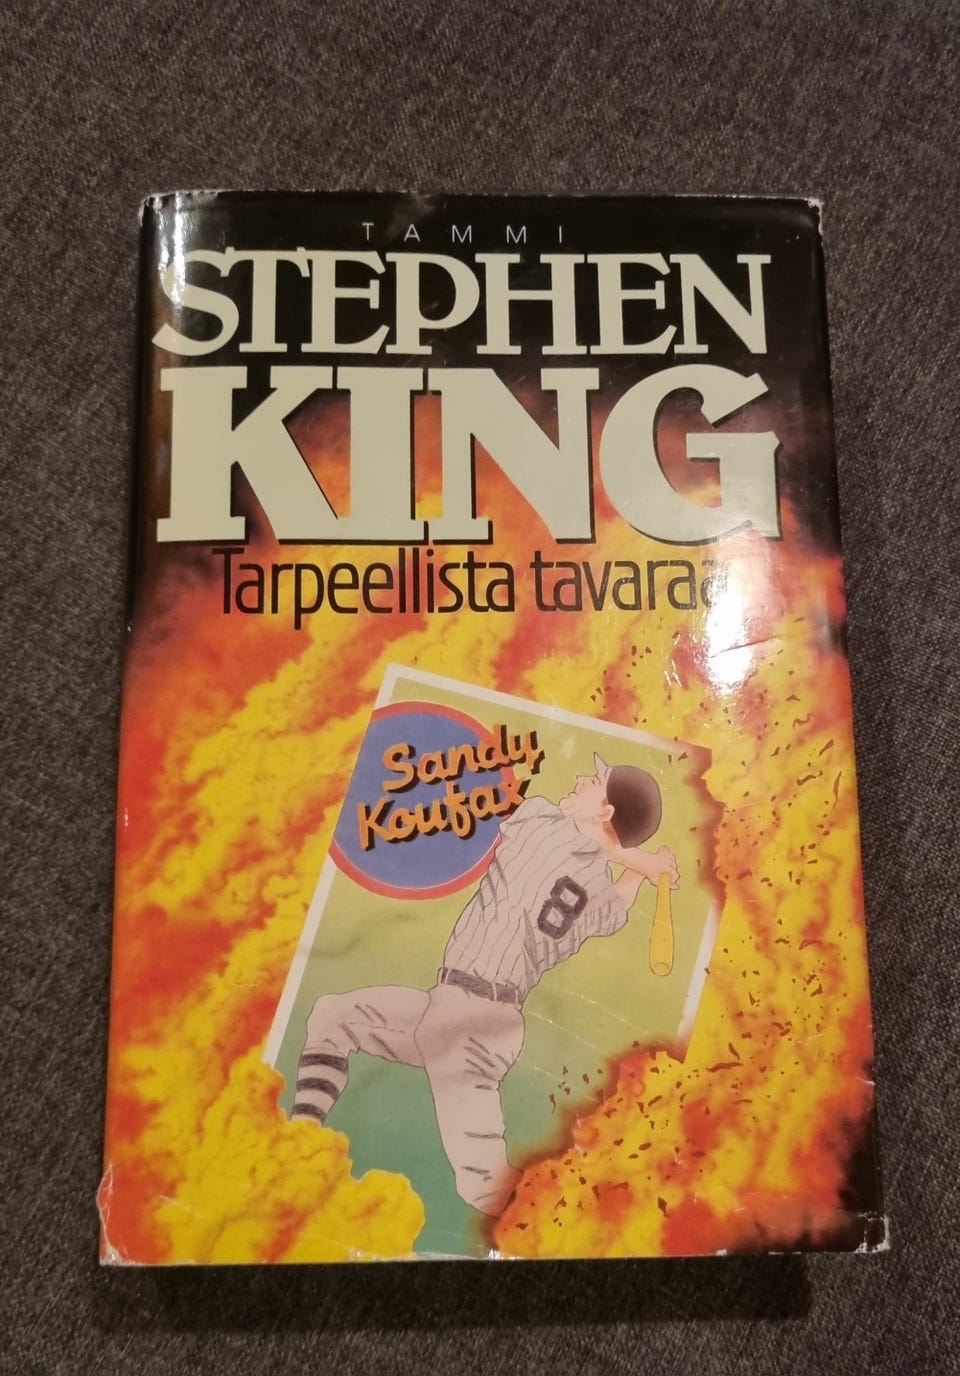 TAMMI
STEPHEN
KING
Tarpeellista tavaraa
Sandy
Koufax
8